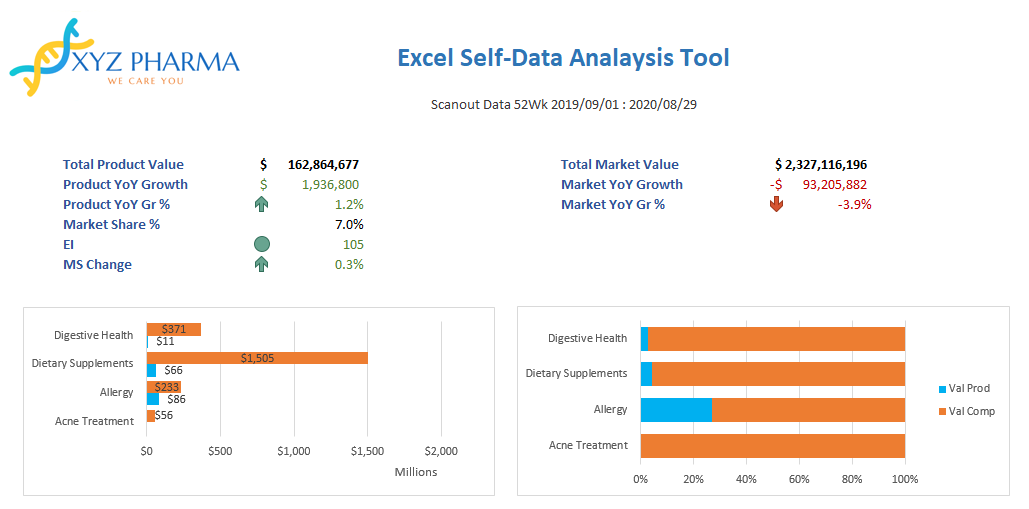 XYZ PHARMA
WE CARE YOU
Excel Self-Data Analaysis Tool
Scanout Data 52Wk 2019/09/01 : 2020/08/29
Total Product Value $ 162,864,677
Product YoY Growth $ 1,936,800
Product YoY Gr % 1.2%
Market Share % 7.0%
EI 105
MS Change 0.3%
Total Market Value $ 2,327,116,196
Market YoY Growth -$ 93,205,882
Market YoY Gr % -3.9%
Digestive Health $371
$11
Dietary Supplements $1,505
$66
Allergy $233
$86
Acne Treatment $56
$0 $500 $1,000 $1,500 $2,000
Millions
Digestive Health
Dietary Supplements
Allergy
Acne Treatment
0% 20% 40% 60% 80% 100%
Val Prod
Val Comp